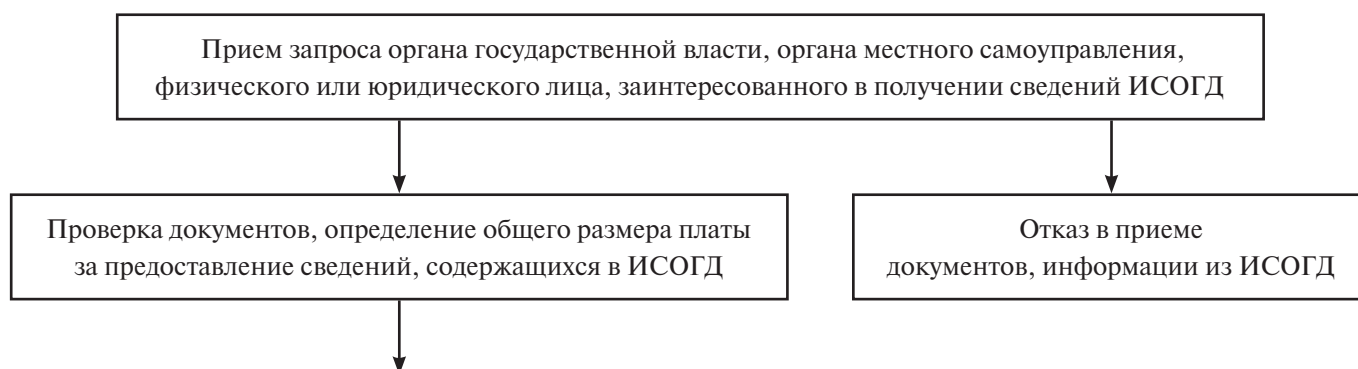 Прием запроса органа государственной власти, органа местного самоуправления,
физического или юридического лица, заинтересованного в получении сведений ИСОГД
Проверка документов, определение общего размера платы
за предоставление сведений, содержащихся в ИСОГД
Отказ в приеме
документов, информации из ИСОГД